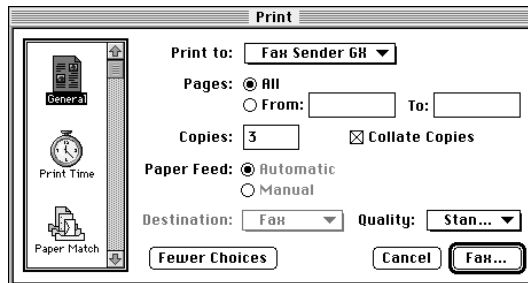 Print
General
Print Time
Paper Match
Print to: Fax Sender GX
Pages: All
From: To:
Copies: 3 Collate Copies
Paper Feed: Automatic
Manual
Destination: Fax Quality: Stan...
Fewer Choices Cancel Fax...